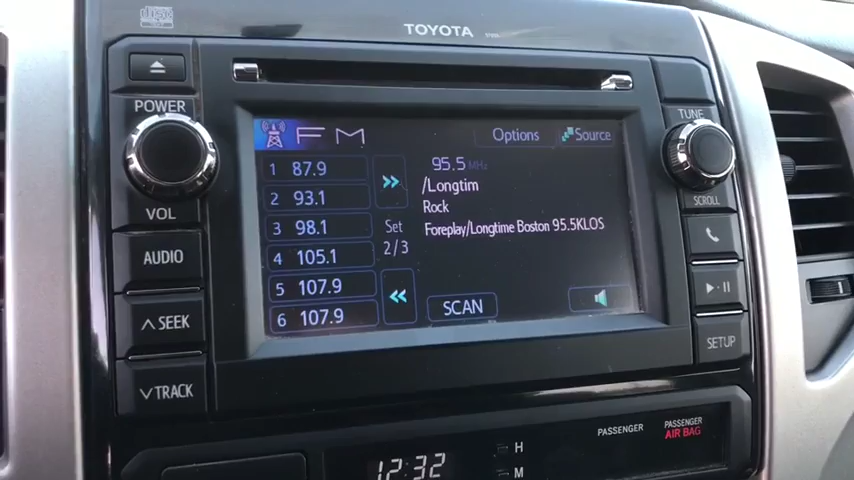 disc
TOYOTA
POWER
VOL
AUDIO
∧SEEK
∨TRACK
FM
Options
Source
1 87.9
2 93.1
3 98.1
4 105.1
5 107.9
6 107.9
Set
2/3
95.5 MHz
/Longtim
Rock
Foreplay/Longtime Boston 95.5KLOS
SCAN
TUNE
SCROLL
SETUP
12:32
H
M
PASSENGER
PASSENGER
AIR BAG